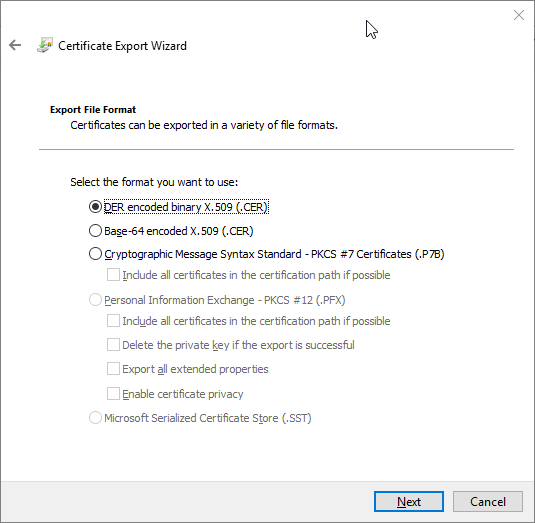 Certificate Export Wizard
Export File Format
Certificates can be exported in a variety of file formats.
Select the format you want to use:
DER encoded binary X.509 (.CER)
Base-64 encoded X.509 (.CER)
Cryptographic Message Syntax Standard - PKCS #7 Certificates (.P7B)
Include all certificates in the certification path if possible
Personal Information Exchange - PKCS #12 (.PFX)
Include all certificates in the certification path if possible
Delete the private key if the export is successful
Export all extended properties
Enable certificate privacy
Microsoft Serialized Certificate Store (.SST)
Next Cancel